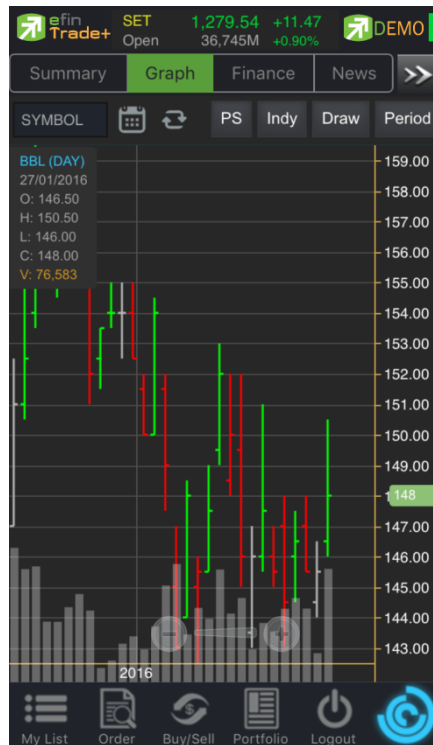 efin SET 1,279.54 +11.47
Trade+ Open 36,745M +0.90% DEMO
Summary Graph Finance News
SYMBOL PS Indy Draw Period
BBL (DAY)
27/01/2016
O: 146.50
H: 150.50
L: 146.00
C: 148.00
V: 76,583
159.00
158.00
157.00
156.00
155.00
154.00
153.00
152.00
151.00
150.00
149.00
148
147.00
146.00
145.00
144.00
143.00
2016
My List Order Buy/Sell Portfolio Logout